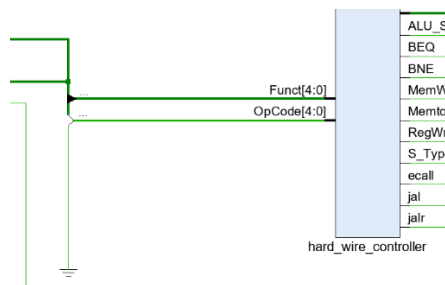 ALU_S
BEQ
BNE
... Funct[4:0] MemW
... OpCode[4:0] Memto
RegWr
S_Typ
ecall
jal
jalr
hard_wire_controller